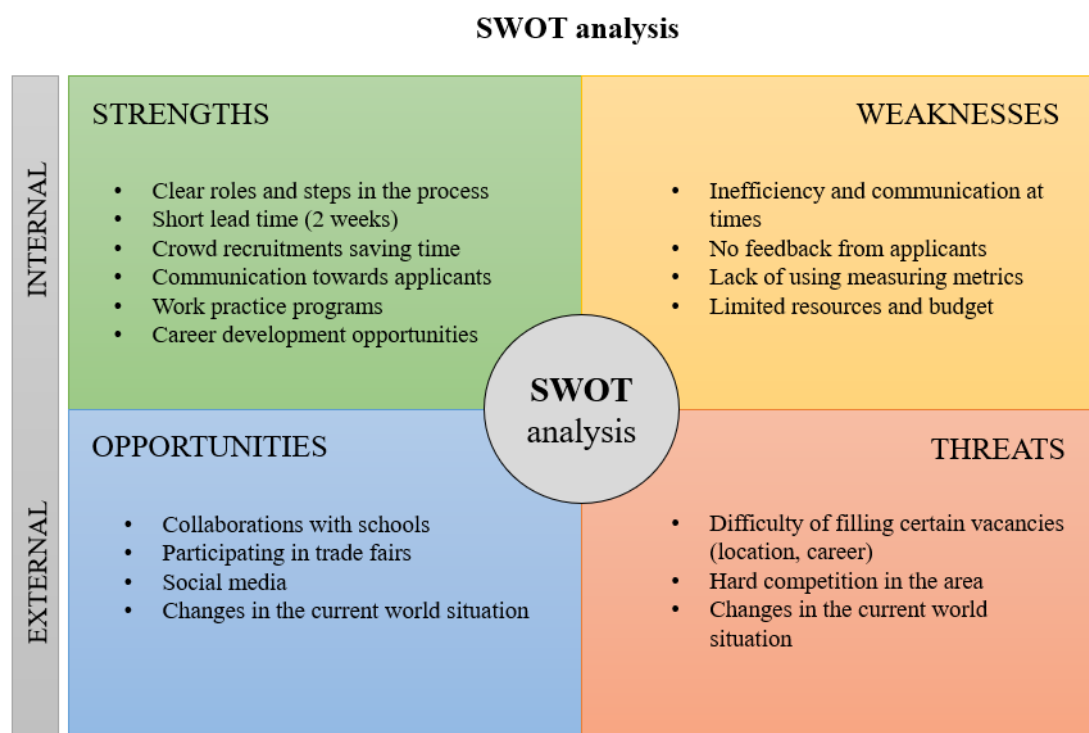 SWOT analysis
INTERNAL
STRENGTHS
• Clear roles and steps in the process
• Short lead time (2 weeks)
• Crowd recruitments saving time
• Communication towards applicants
• Work practice programs
• Career development opportunities
WEAKNESSES
• Inefficiency and communication at
times
• No feedback from applicants
• Lack of using measuring metrics
• Limited resources and budget
SWOT
analysis
EXTERNAL
OPPORTUNITIES
• Collaborations with schools
• Participating in trade fairs
• Social media
• Changes in the current world situation
THREATS
• Difficulty of filling certain vacancies
(location, career)
• Hard competition in the area
• Changes in the current world
situation